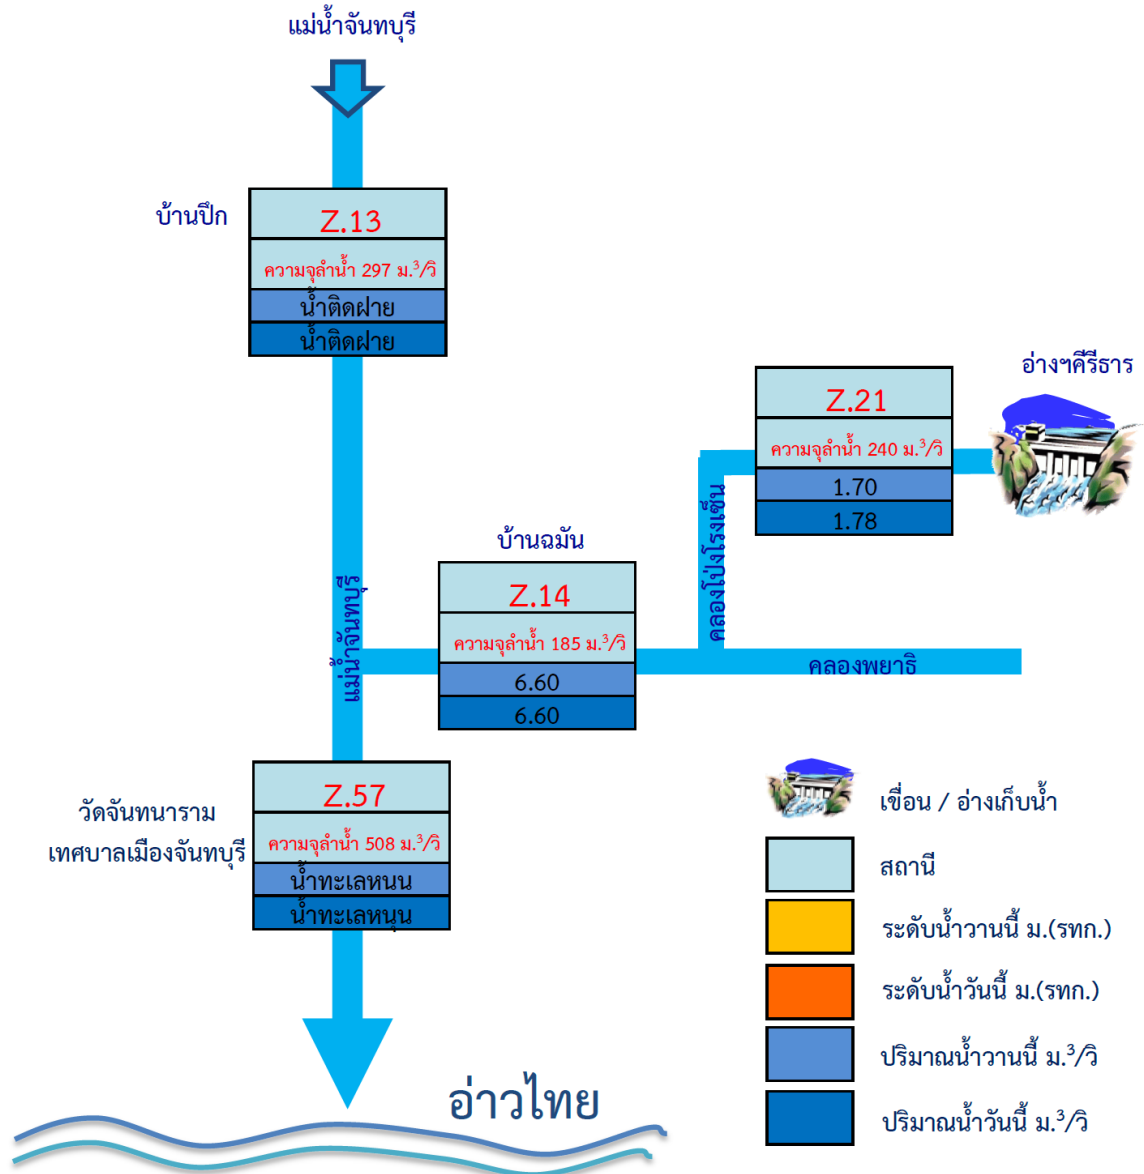 แม่น้ำจันทบุรี
บ้านปึก
Z.13
ความจุลำน้ำ 297 ม.³/วิ
น้ำติดฝาย
น้ำติดฝาย
อ่างฯคีรีธาร
Z.21
ความจุลำน้ำ 240 ม.³/วิ
1.70
1.78
คลองโป่งโรงเซ็น
บ้านฉมัน
Z.14
ความจุลำน้ำ 185 ม.³/วิ
6.60
6.60
แม่น้ำจันทบุรี
คลองพยาธิ
วัดจันทนาราม
เทศบาลเมืองจันทบุรี
Z.57
ความจุลำน้ำ 508 ม.³/วิ
น้ำทะเลหนน
น้ำทะเลหนุน
เขื่อน / อ่างเก็บน้ำ
สถานี
ระดับน้ำวานนี้ ม.(รทก.)
ระดับน้ำวันนี้ ม.(รทก.)
ปริมาณน้ำวานนี้ ม.³/วิ
ปริมาณน้ำวันนี้ ม.³/วิ
อ่าวไทย